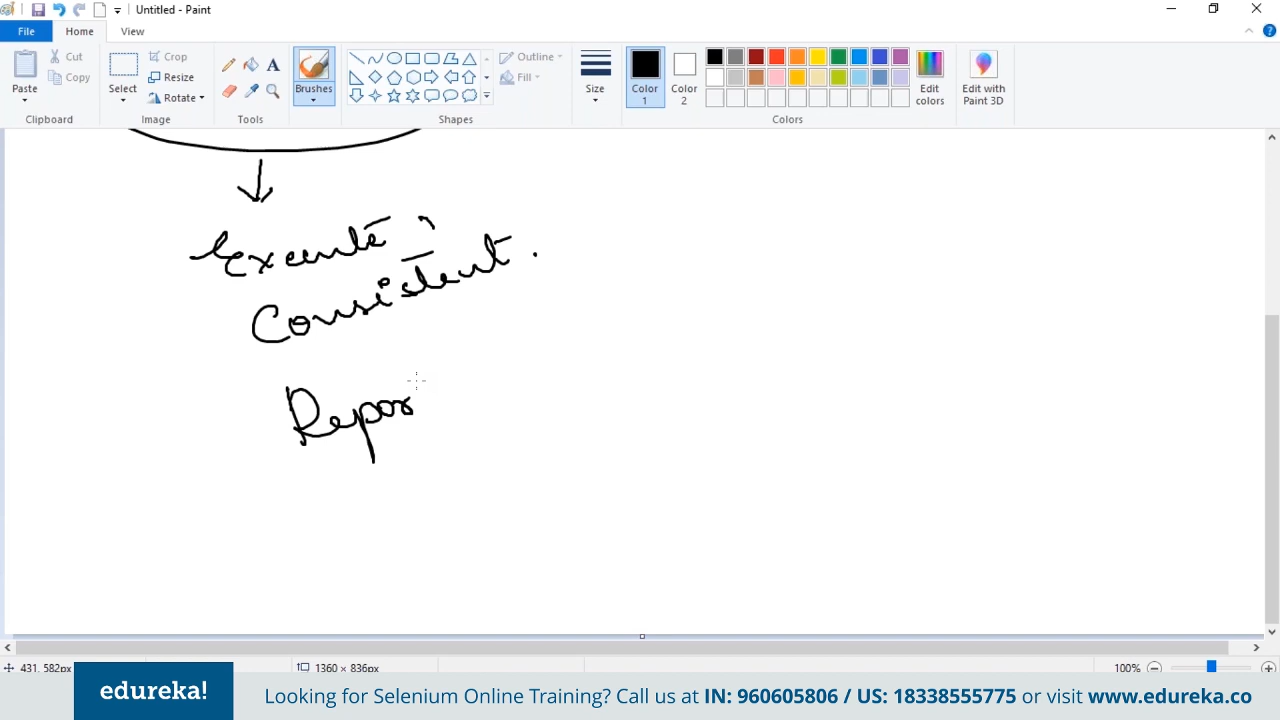 Untitled - Paint
File Home View
Paste Cut Copy Select Crop Resize Rotate Brushes Outline Fill Size Color 1 Color 2 Edit colors Edit with Paint 3D
Clipboard Image Tools Shapes Colors
Execute
Consistent.
Repor
431, 582px 1360 × 836px 100%
edureka! Looking for Selenium Online Training? Call us at IN: 960605806 / US: 18338555775 or visit www.edureka.co